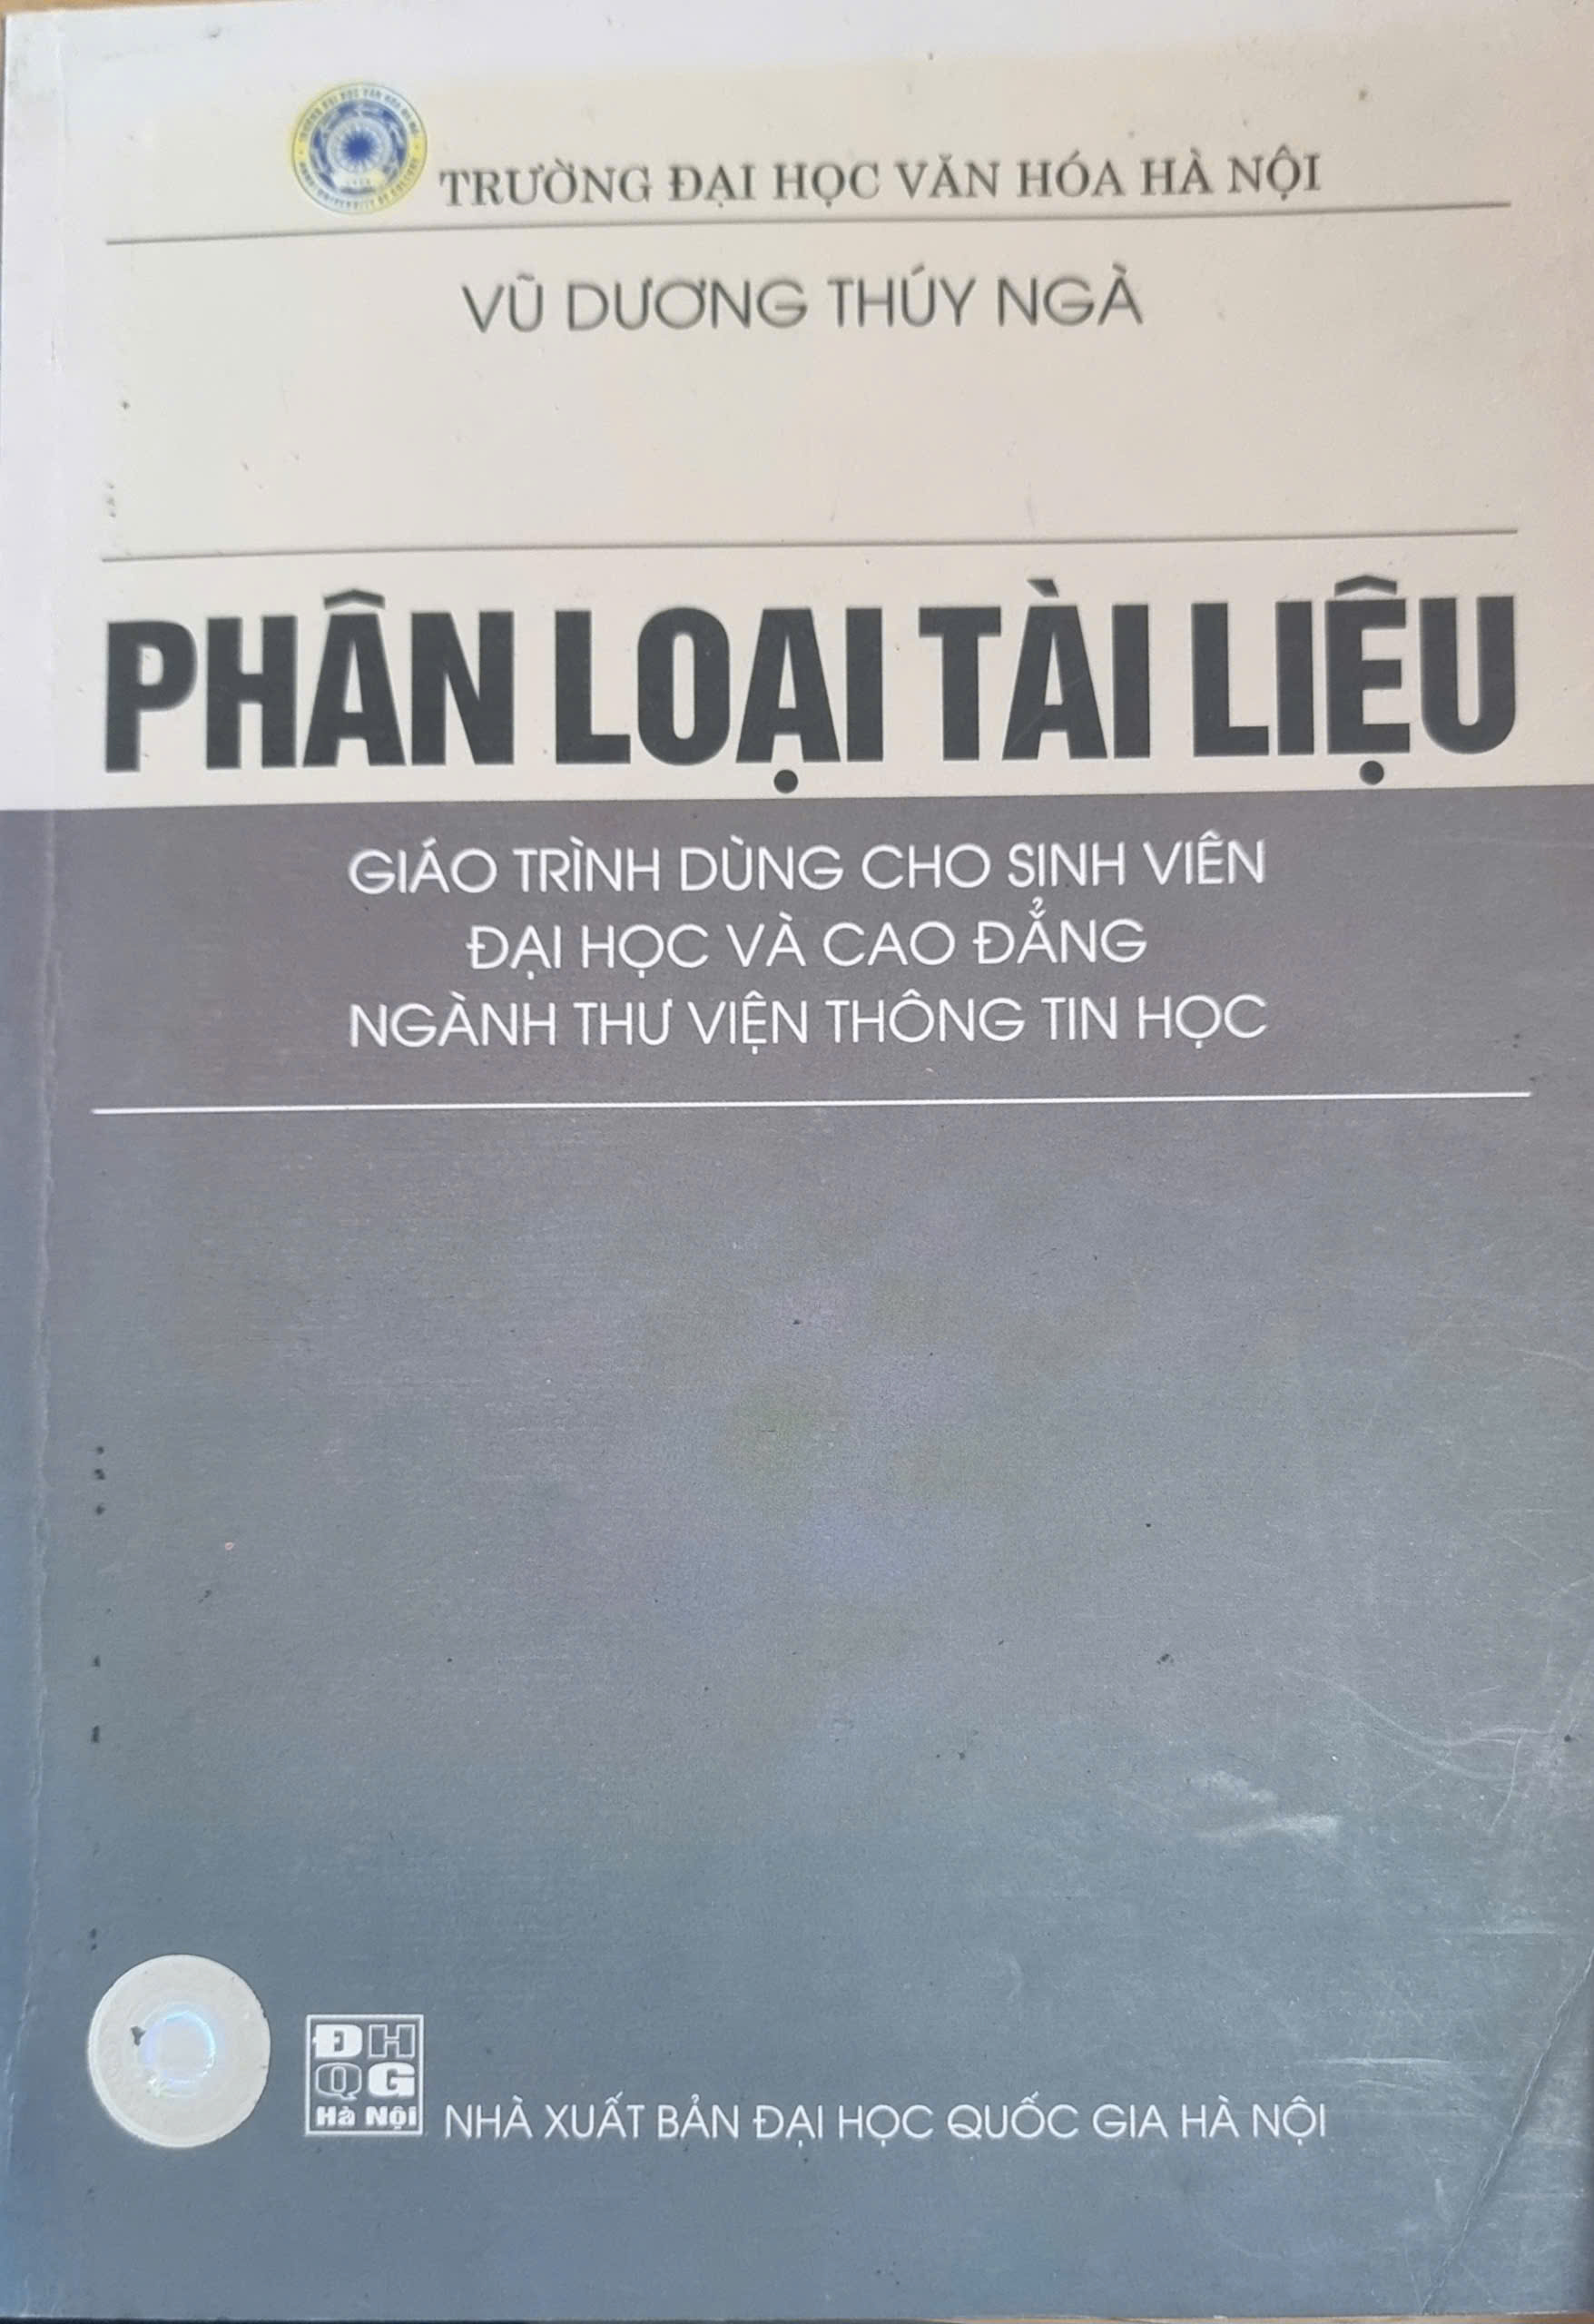 TRƯỜNG ĐẠI HỌC VĂN HÓA HÀ NỘI
VŨ DƯƠNG THÚY NGÀ
PHÂN LOẠI TÀI LIỆU
GIÁO TRÌNH DÙNG CHO SINH VIÊN
ĐẠI HỌC VÀ CAO ĐẲNG
NGÀNH THƯ VIỆN THÔNG TIN HỌC
ĐH
QG
Hà Nội
NHÀ XUẤT BẢN ĐẠI HỌC QUỐC GIA HÀ NỘI